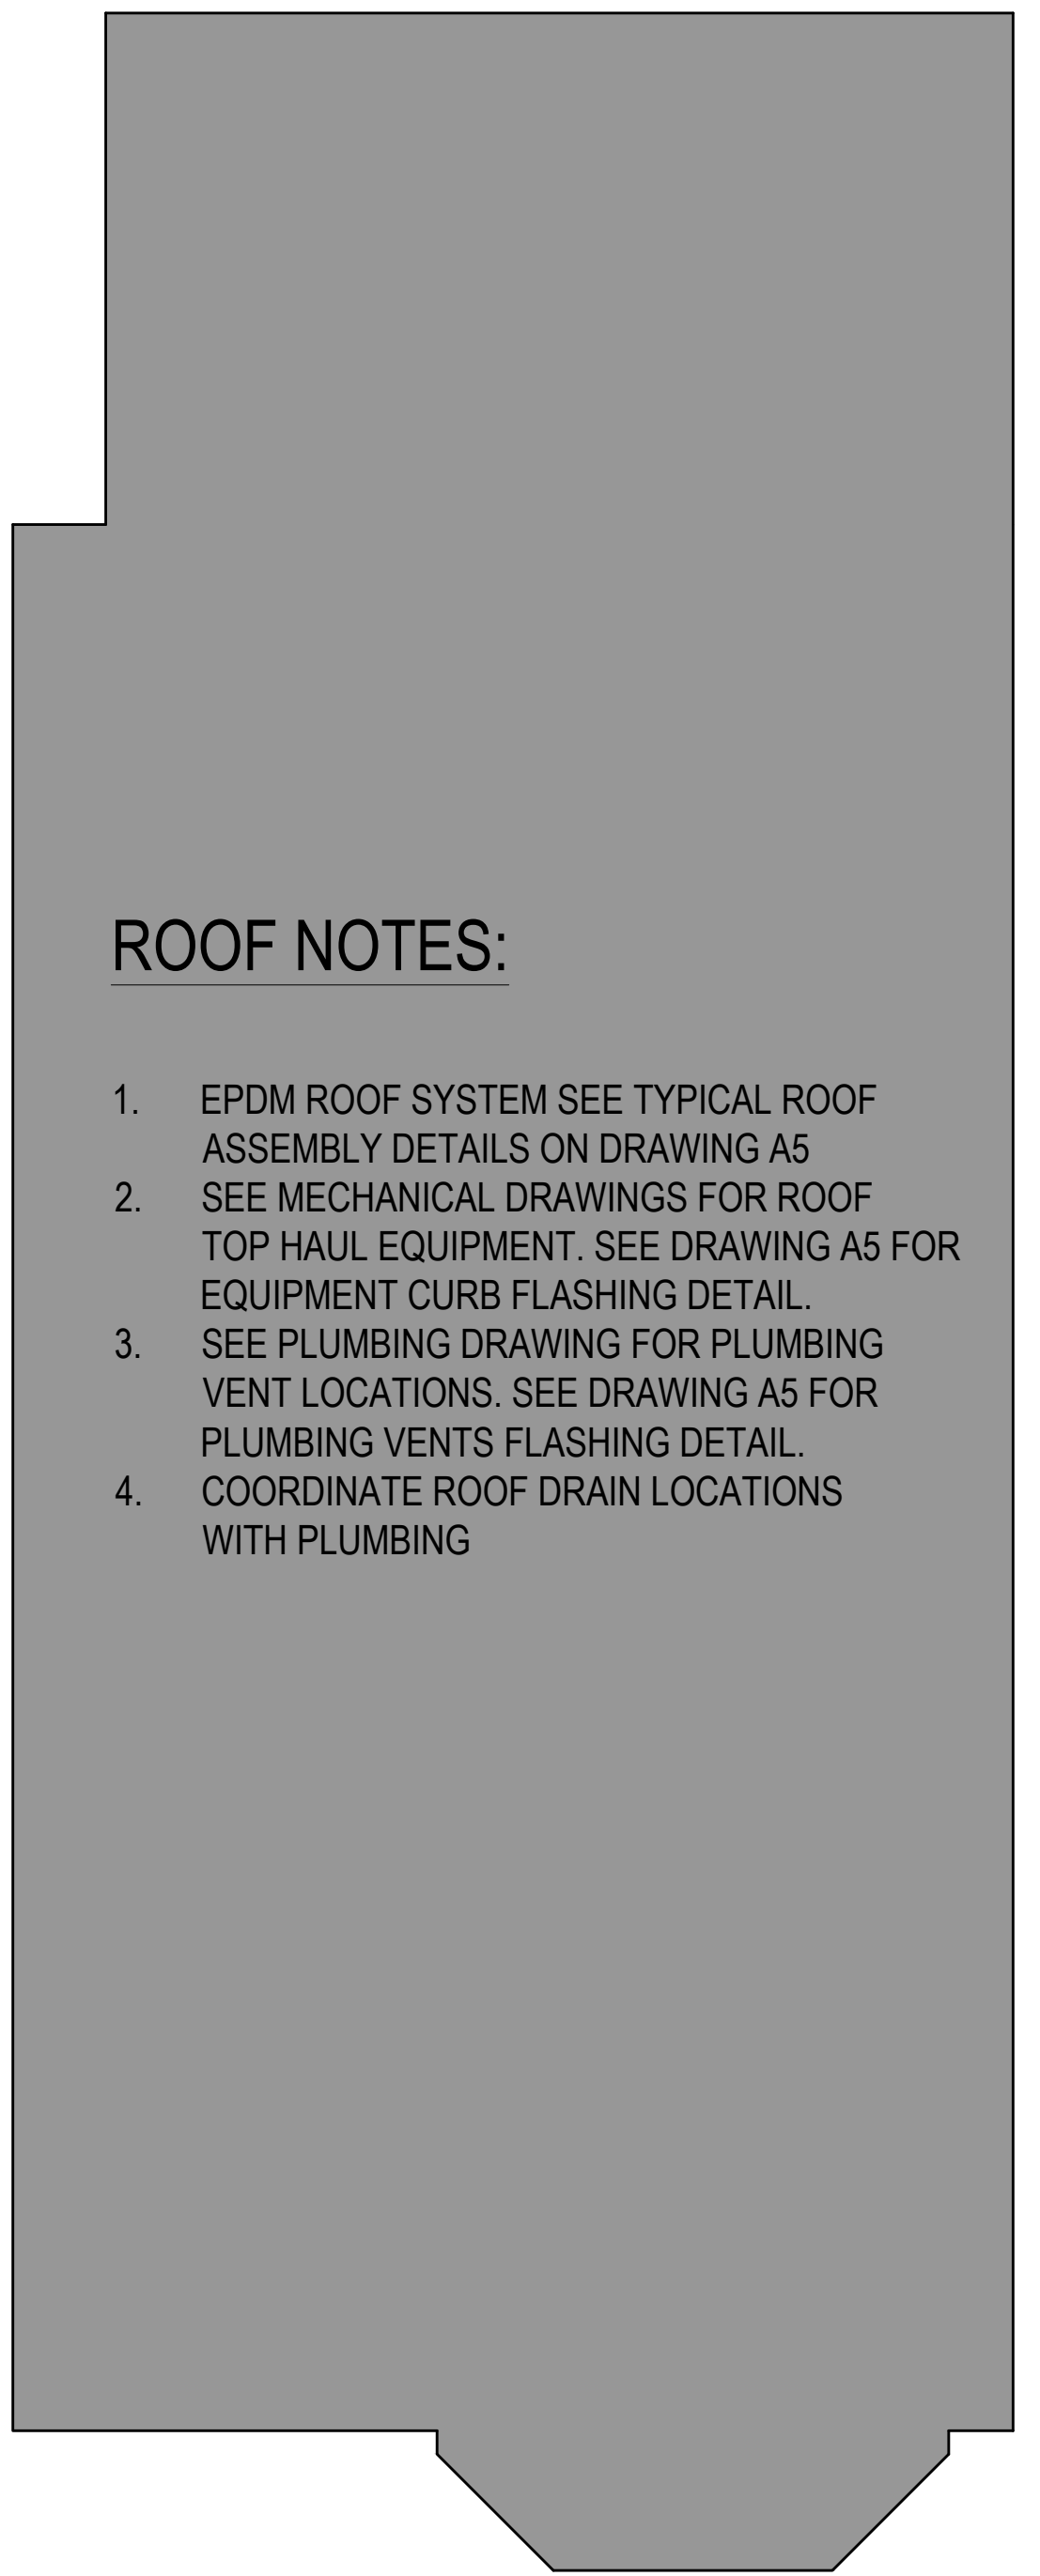 ROOF NOTES:
1. EPDM ROOF SYSTEM SEE TYPICAL ROOF
ASSEMBLY DETAILS ON DRAWING A5
2. SEE MECHANICAL DRAWINGS FOR ROOF
TOP HAUL EQUIPMENT. SEE DRAWING A5 FOR
EQUIPMENT CURB FLASHING DETAIL.
3. SEE PLUMBING DRAWING FOR PLUMBING
VENT LOCATIONS. SEE DRAWING A5 FOR
PLUMBING VENTS FLASHING DETAIL.
4. COORDINATE ROOF DRAIN LOCATIONS
WITH PLUMBING